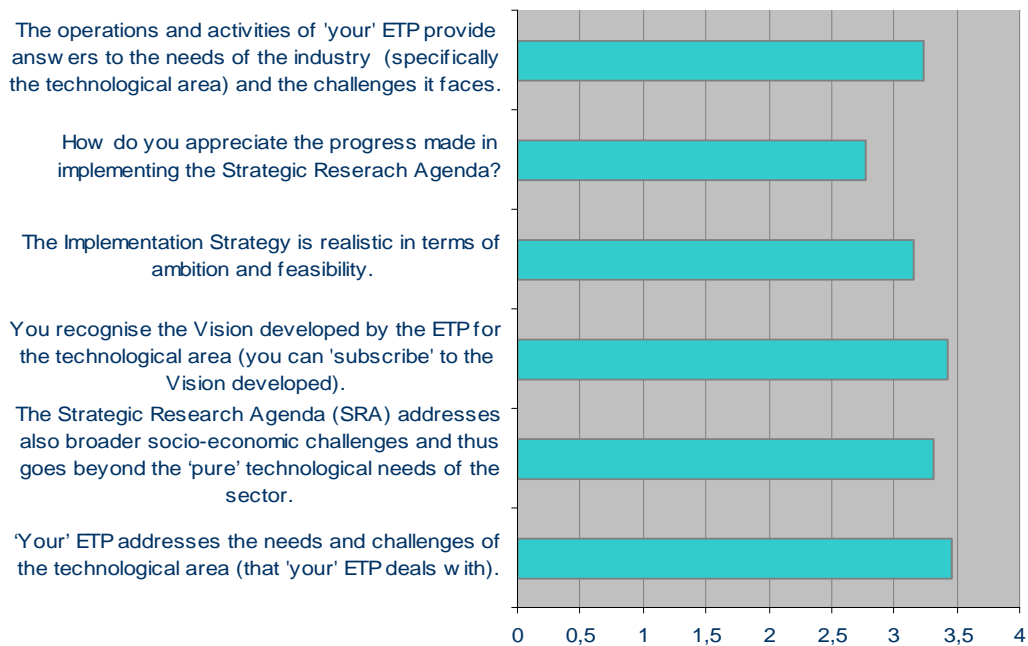 The operations and activities of 'your' ETP provide
answers to the needs of the industry (specifically
the technological area) and the challenges it faces.
How do you appreciate the progress made in
implementing the Strategic Reserach Agenda?
The Implementation Strategy is realistic in terms of
ambition and feasibility.
You recognise the Vision developed by the ETP for
the technological area (you can 'subscribe' to the
Vision developed).
The Strategic Research Agenda (SRA) addresses
also broader socio-economic challenges and thus
goes beyond the ‘pure’ technological needs of the
sector.
‘Your’ ETP addresses the needs and challenges of
the technological area (that 'your' ETP deals with).
0 0,5 1 1,5 2 2,5 3 3,5 4